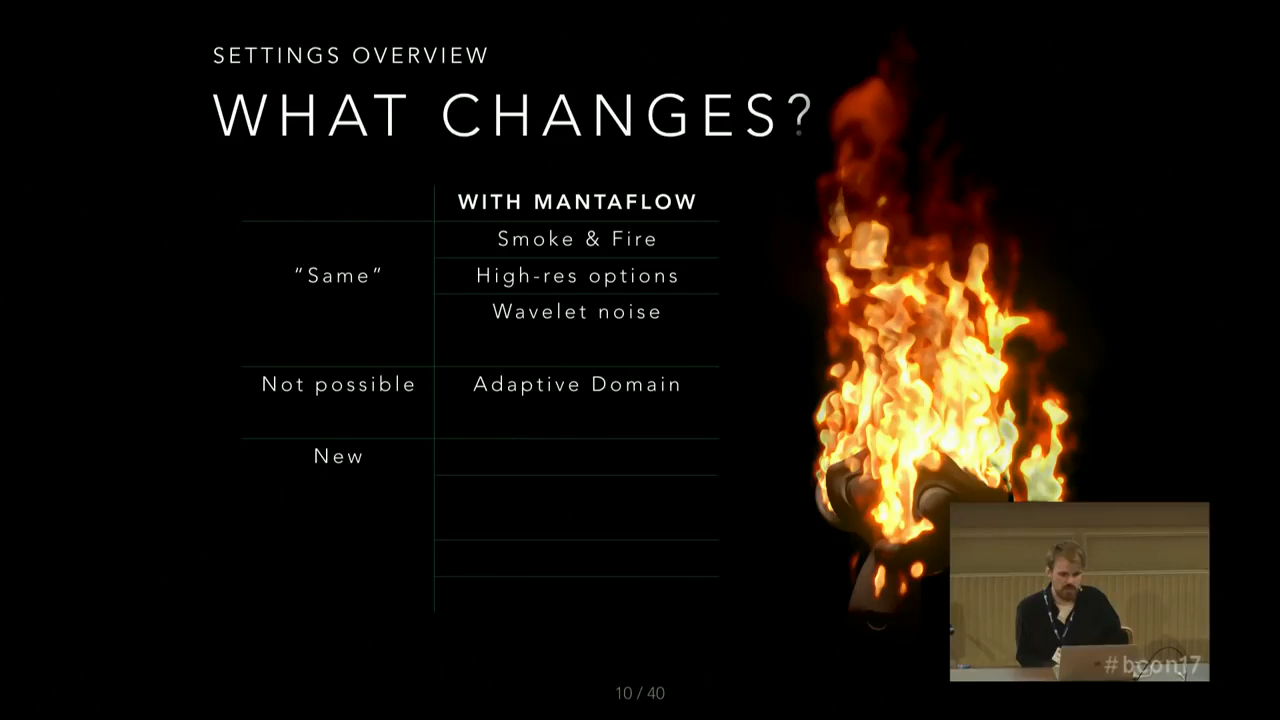 SETTINGS OVERVIEW
WHAT CHANGES?
WITH MANTAFLOW
Smoke & Fire
“Same”
High-res options
Wavelet noise
Not possible
Adaptive Domain
New
10 / 40
#bcon17